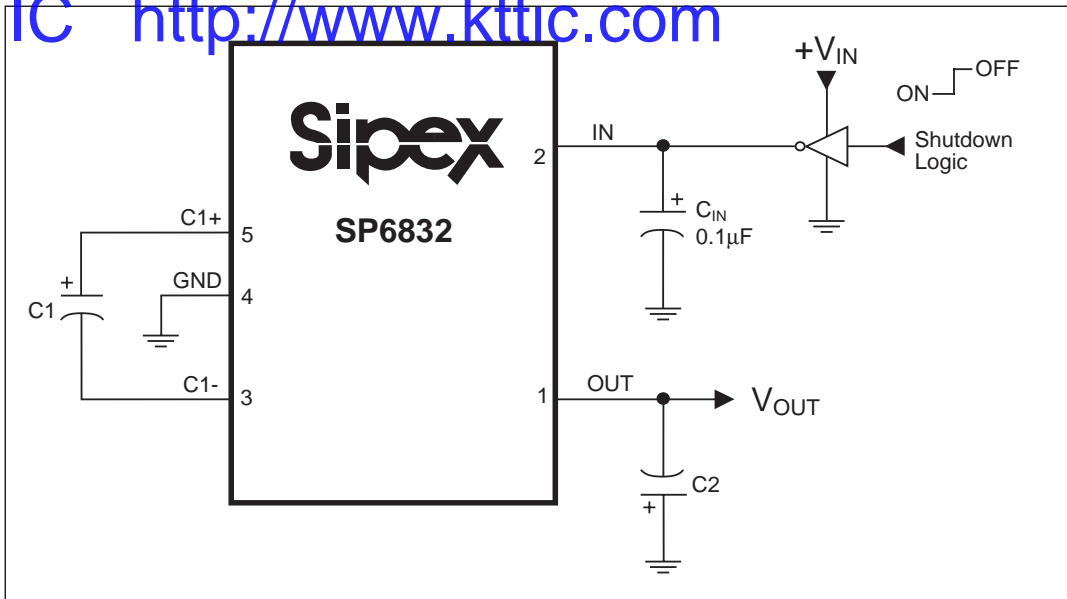 IC http://www.kttic.com
+VIN
ON OFF
Sipex
SP6832
2
IN
Shutdown
Logic
+
CIN
0.1µF
C1+
5
GND
4
+
C1
C1-
3
1
OUT
VOUT
C2
+